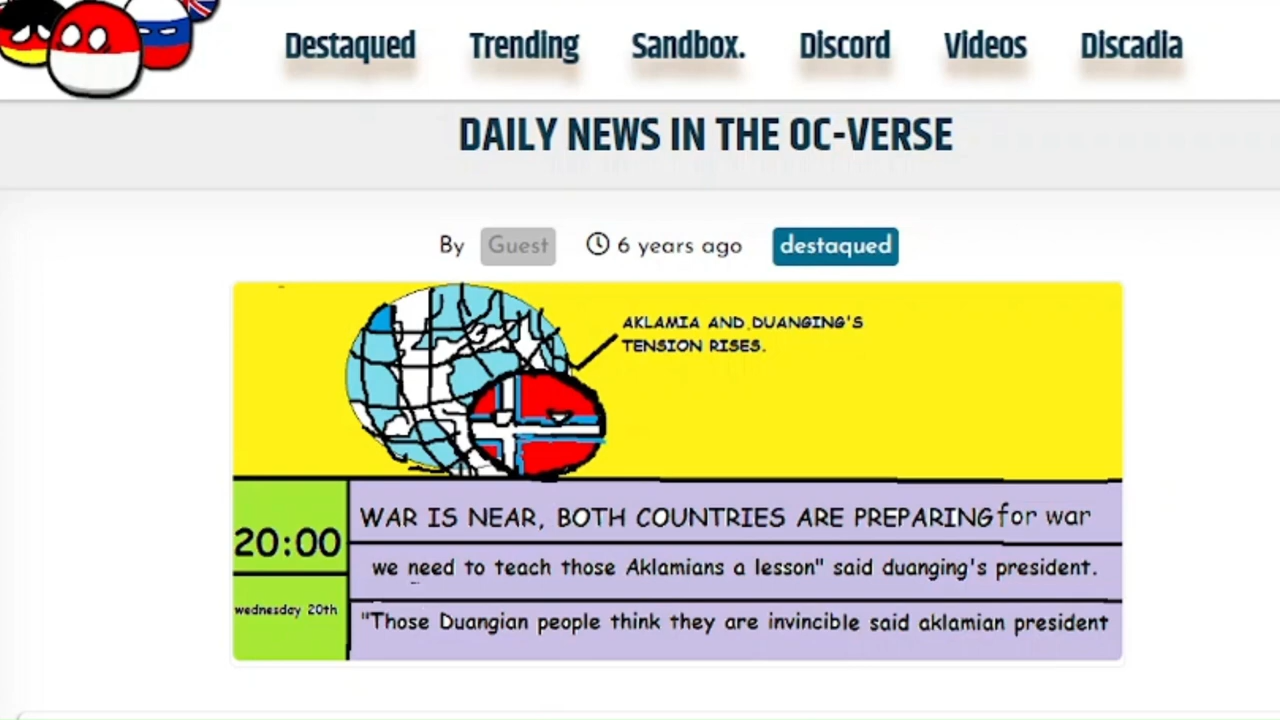 Destaqued Trending Sandbox. Discord Videos Discadia
DAILY NEWS IN THE OC-VERSE
By Guest 6 years ago destaqued
AKLAMIA AND DUANGING'S
TENSION RISES.
20:00
WAR IS NEAR, BOTH COUNTRIES ARE PREPARING for war
we need to teach those Aklamians a lesson" said duanging's president.
wednesday 20th
"Those Duangian people think they are invincible said aklamian president